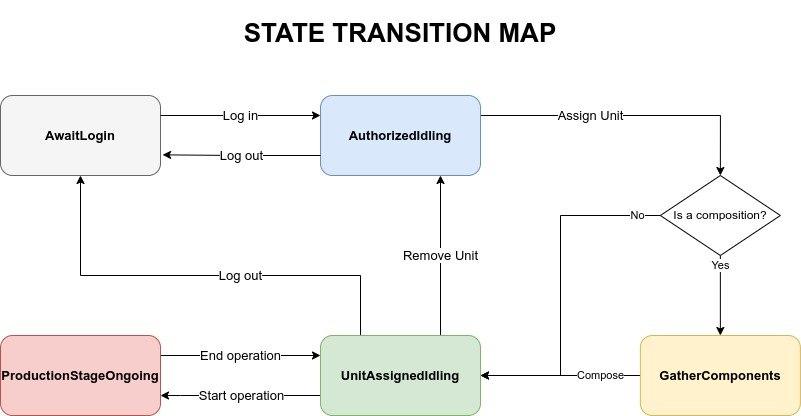 STATE TRANSITION MAP
AwaitLogin
Log in
AuthorizedIdling
Assign Unit
Log out
No
Is a composition?
Remove Unit
Yes
Log out
ProductionStageOngoing
End operation
UnitAssignedIdling
Compose
GatherComponents
Start operation